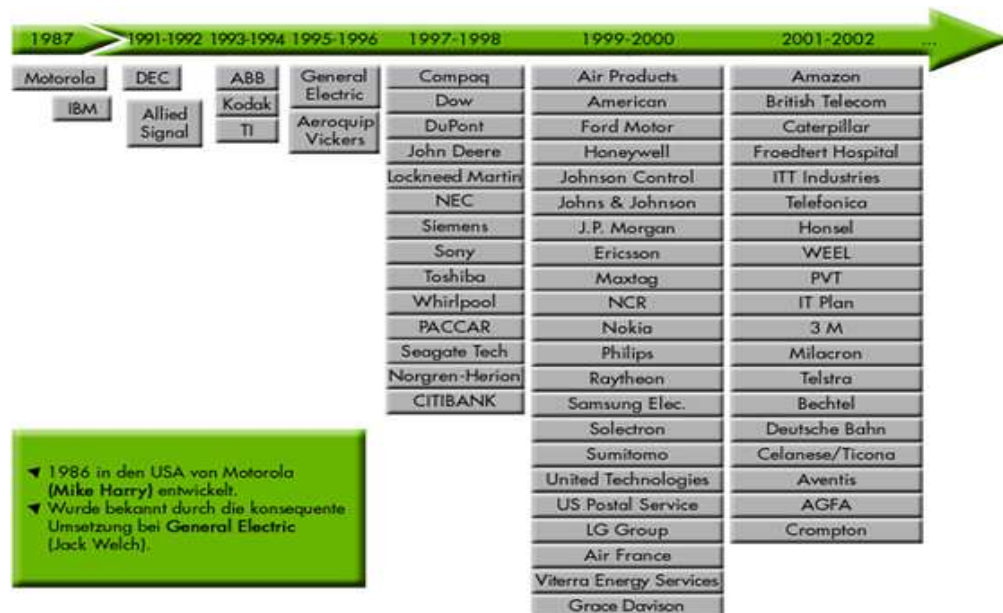 1987
1991-1992
1993-1994
1995-1996
1997-1998
1999-2000
2001-2002
...
Motorola
IBM
DEC
Allied
Signal
ABB
Kodak
TI
General
Electric
Aeroquip
Vickers
Compaq
Dow
DuPont
John Deere
Lockneed Martin
NEC
Siemens
Sony
Toshiba
Whirlpool
PACCAR
Seagate Tech
Norgren-Herion
CITIBANK
Air Products
American
Ford Motor
Honeywell
Johnson Control
Johns & Johnson
J.P. Morgan
Ericsson
Maxtag
NCR
Nokia
Philips
Raytheon
Samsung Elec.
Solectron
Sumitomo
United Technologies
US Postal Service
LG Group
Air France
Viterra Energy Services
Grace Davison
Amazon
British Telecom
Caterpillar
Froedtert Hospital
ITT Industries
Telefonica
Honsel
WEEL
PVT
IT Plan
3 M
Milacron
Telstra
Bechtel
Deutsche Bahn
Celanese/Ticona
Aventis
AGFA
Crompton
1986 in den USA von Motorola
(Mike Harry) entwickelt.
Wurde bekannt durch die konsequente
Umsetzung bei General Electric
(Jack Welch).